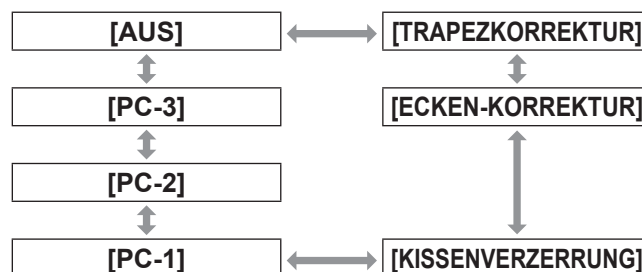 [AUS] [TRAPEZKORREKTUR]
[PC-3] [ECKEN-KORREKTUR]
[PC-2]
[PC-1] [KISSENVERZERRUNG]